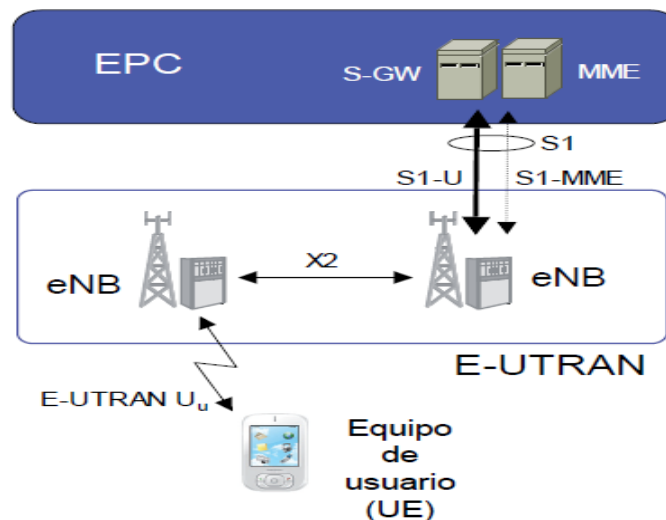 EPC
S-GW
MME
S1
S1-U
S1-MME
eNB
X2
eNB
E-UTRAN
E-UTRAN Uu
Equipo
de
usuario
(UE)